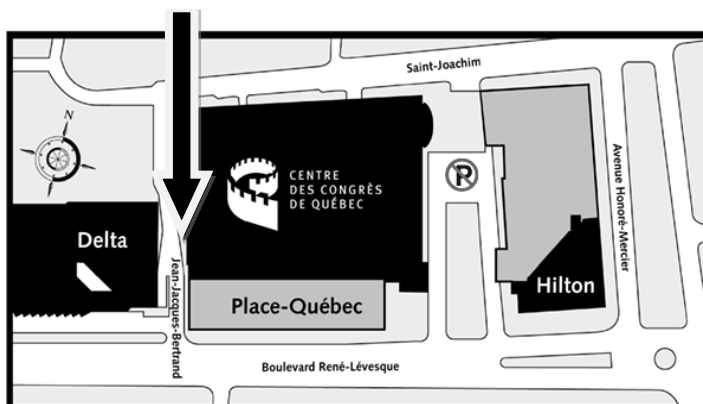 Saint-Joachim
N
CENTRE
DES CONGRÈS
DE QUÉBEC
P
Avenue Honoré-Mercier
Delta
Jean-Jacques-Bertrand
Hilton
Place-Québec
Boulevard René-Lévesque